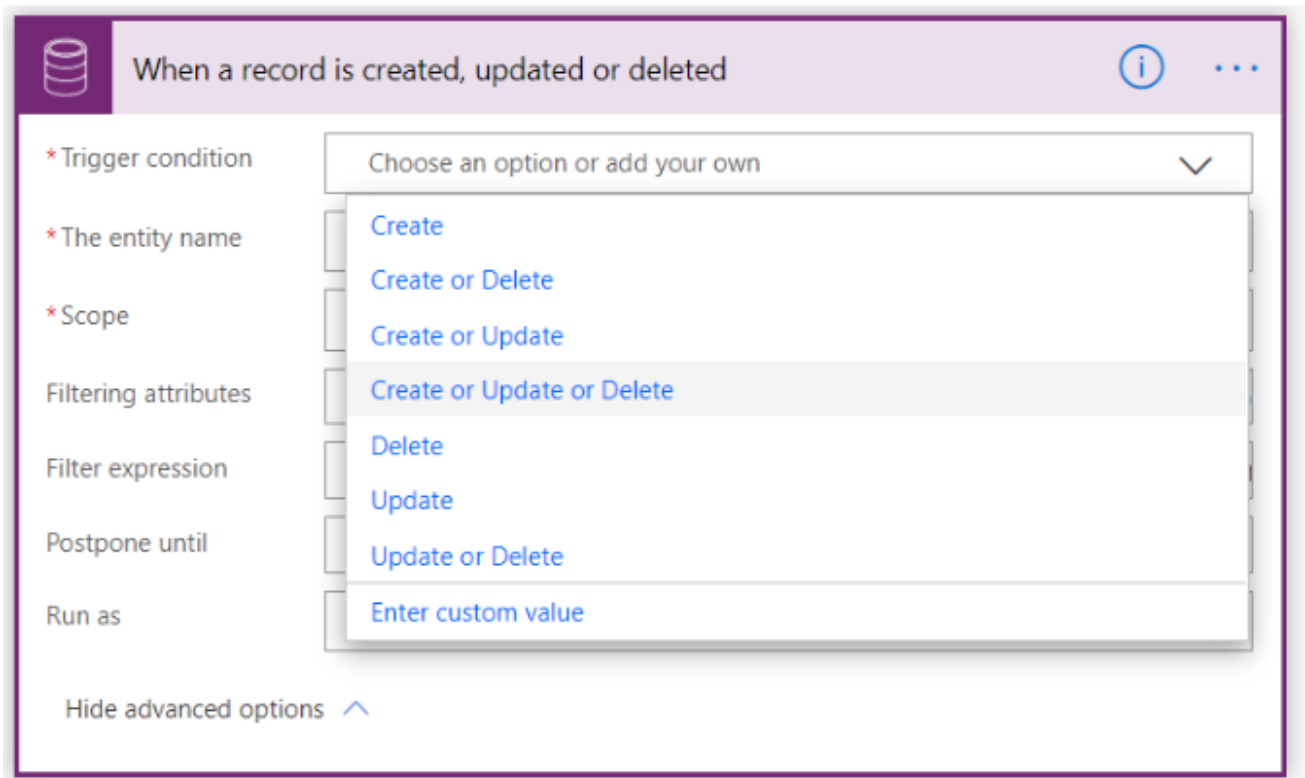 When a record is created, updated or deleted
* Trigger condition
Choose an option or add your own
* The entity name
Create
Create or Delete
* Scope
Create or Update
Filtering attributes
Create or Update or Delete
Delete
Filter expression
Update
Postpone until
Update or Delete
Run as
Enter custom value
Hide advanced options